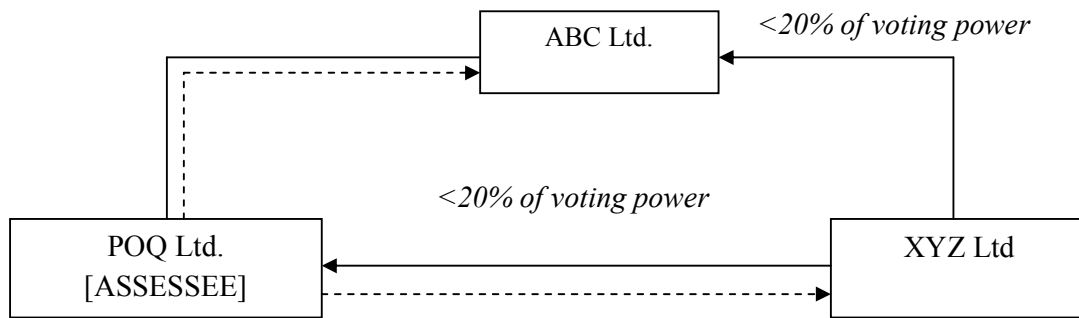 <20% of voting power
ABC Ltd.
<20% of voting power
POQ Ltd.
[ASSESSEE]
XYZ Ltd